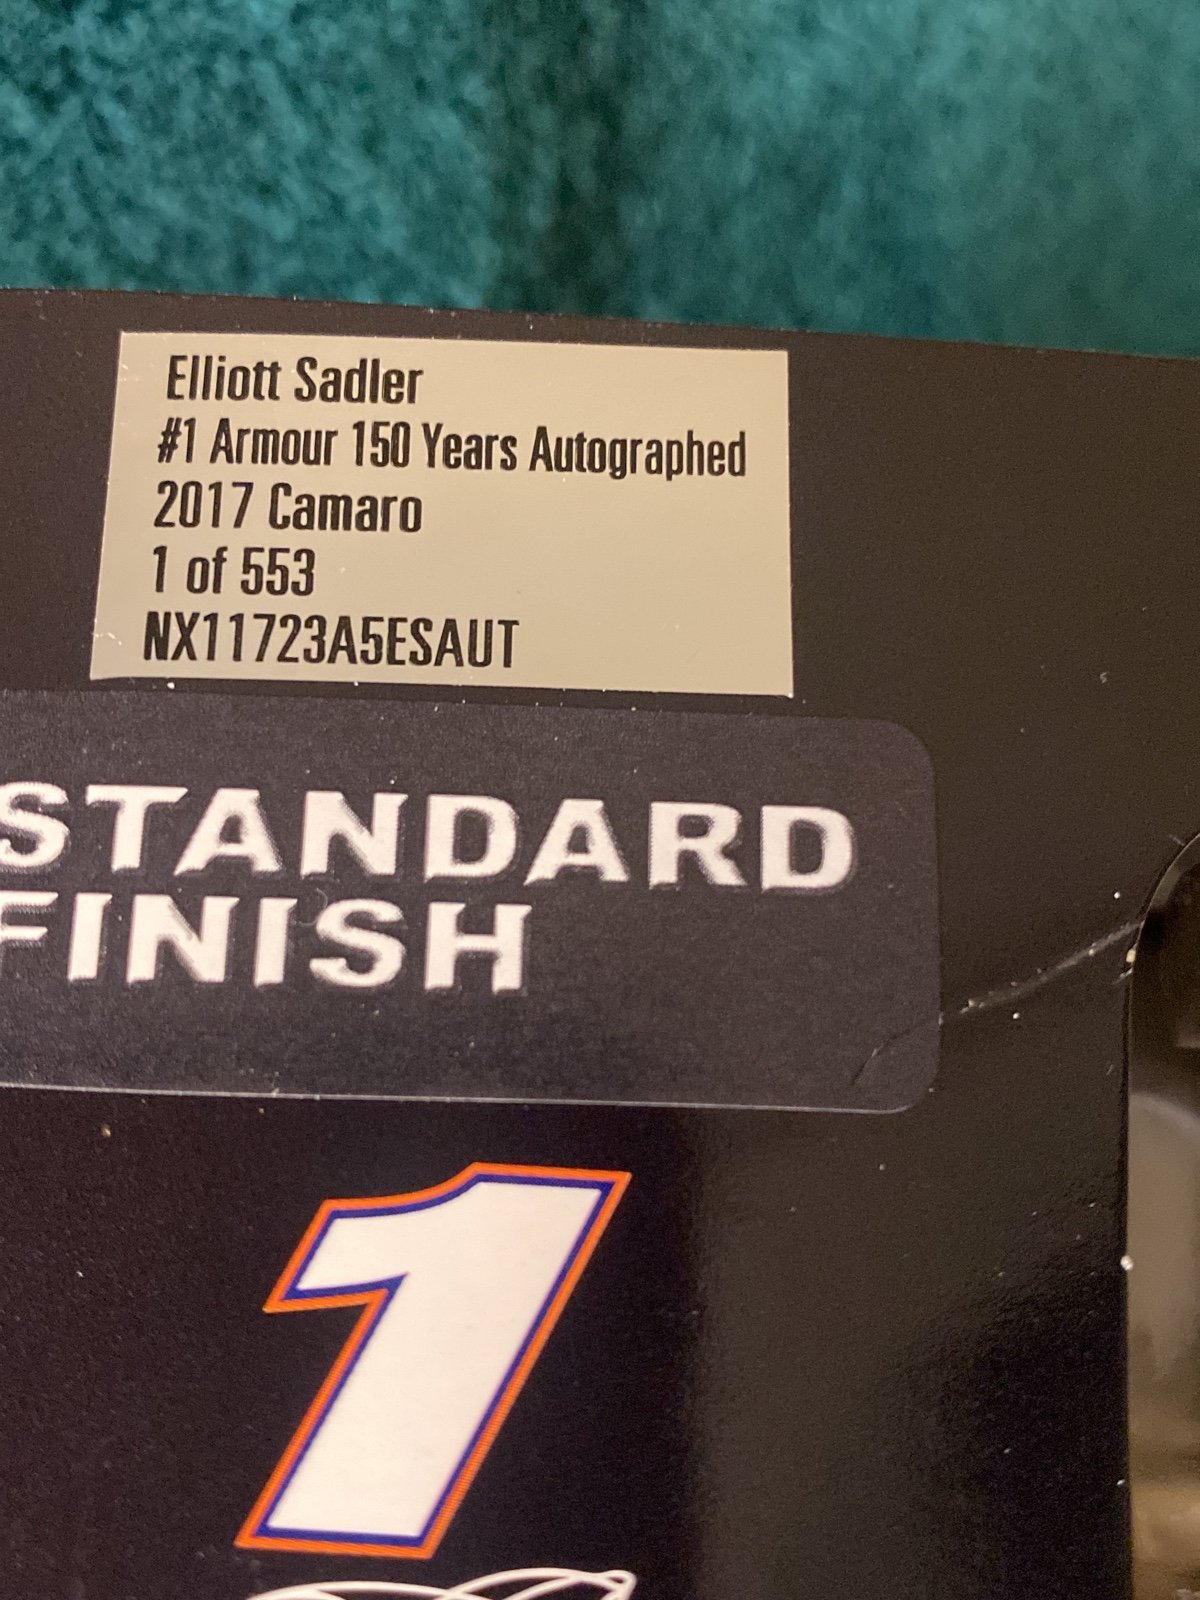 Elliott Sadler
#1 Armour 150 Years Autographed
2017 Camaro
1 of 553
NX11723A5ESAUT
STANDARD
FINISH
1